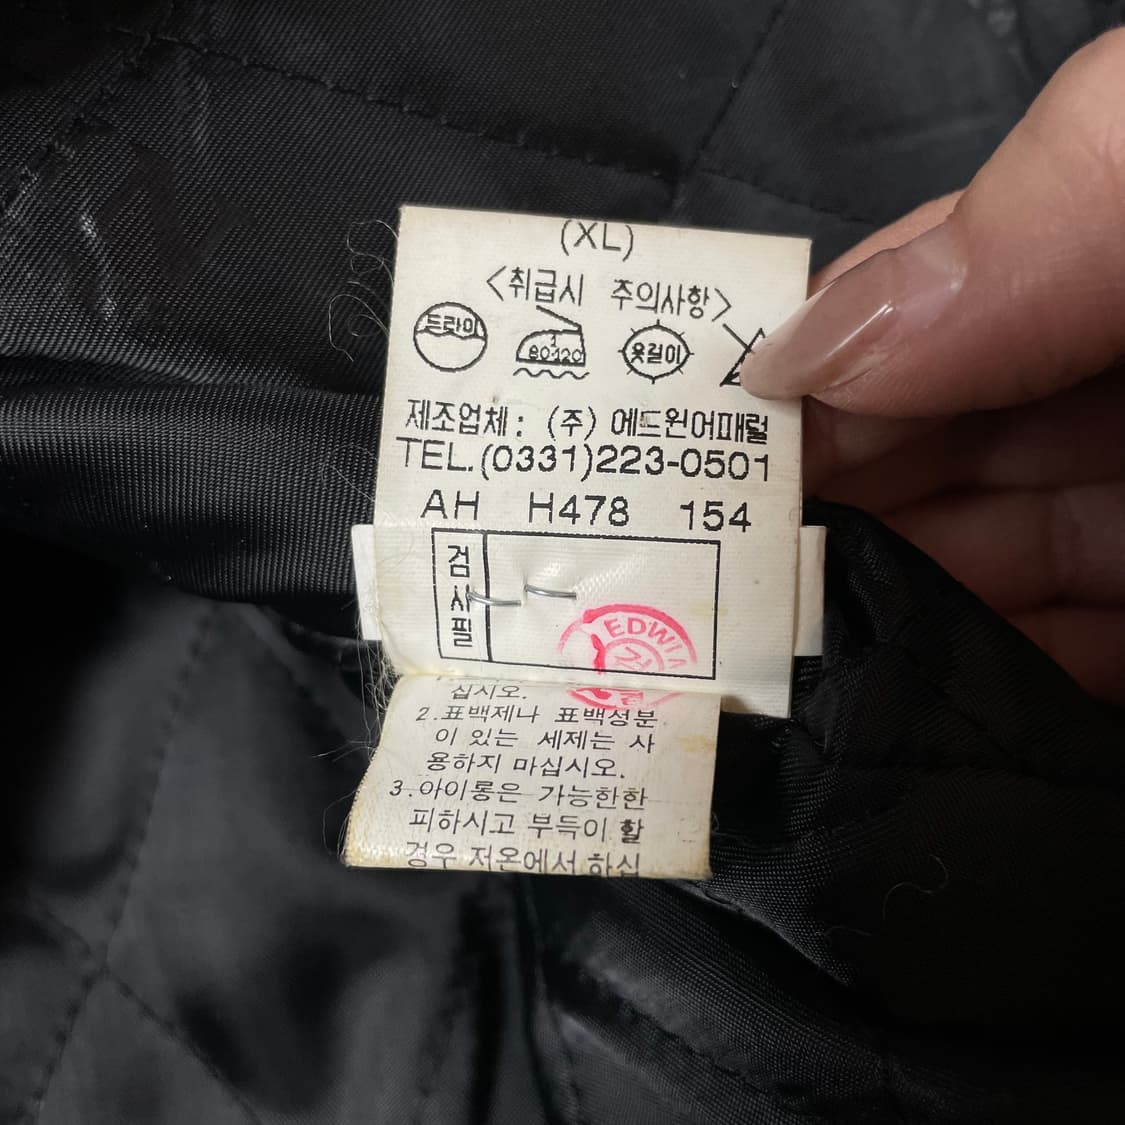 (XL)
<취급시 주의사항>
드라이
80-120
옷걸이
제조업체: (주) 에드윈어패럴
TEL.(0331)223-0501
AH H478 154
검사필
EDWIN
십시오.
2.표백제나 표백성분
이 있는 세제는 사
용하지 마십시오.
3.아이롱은 가능한한
피하시고 부득이 할
경우 저온에서 하십